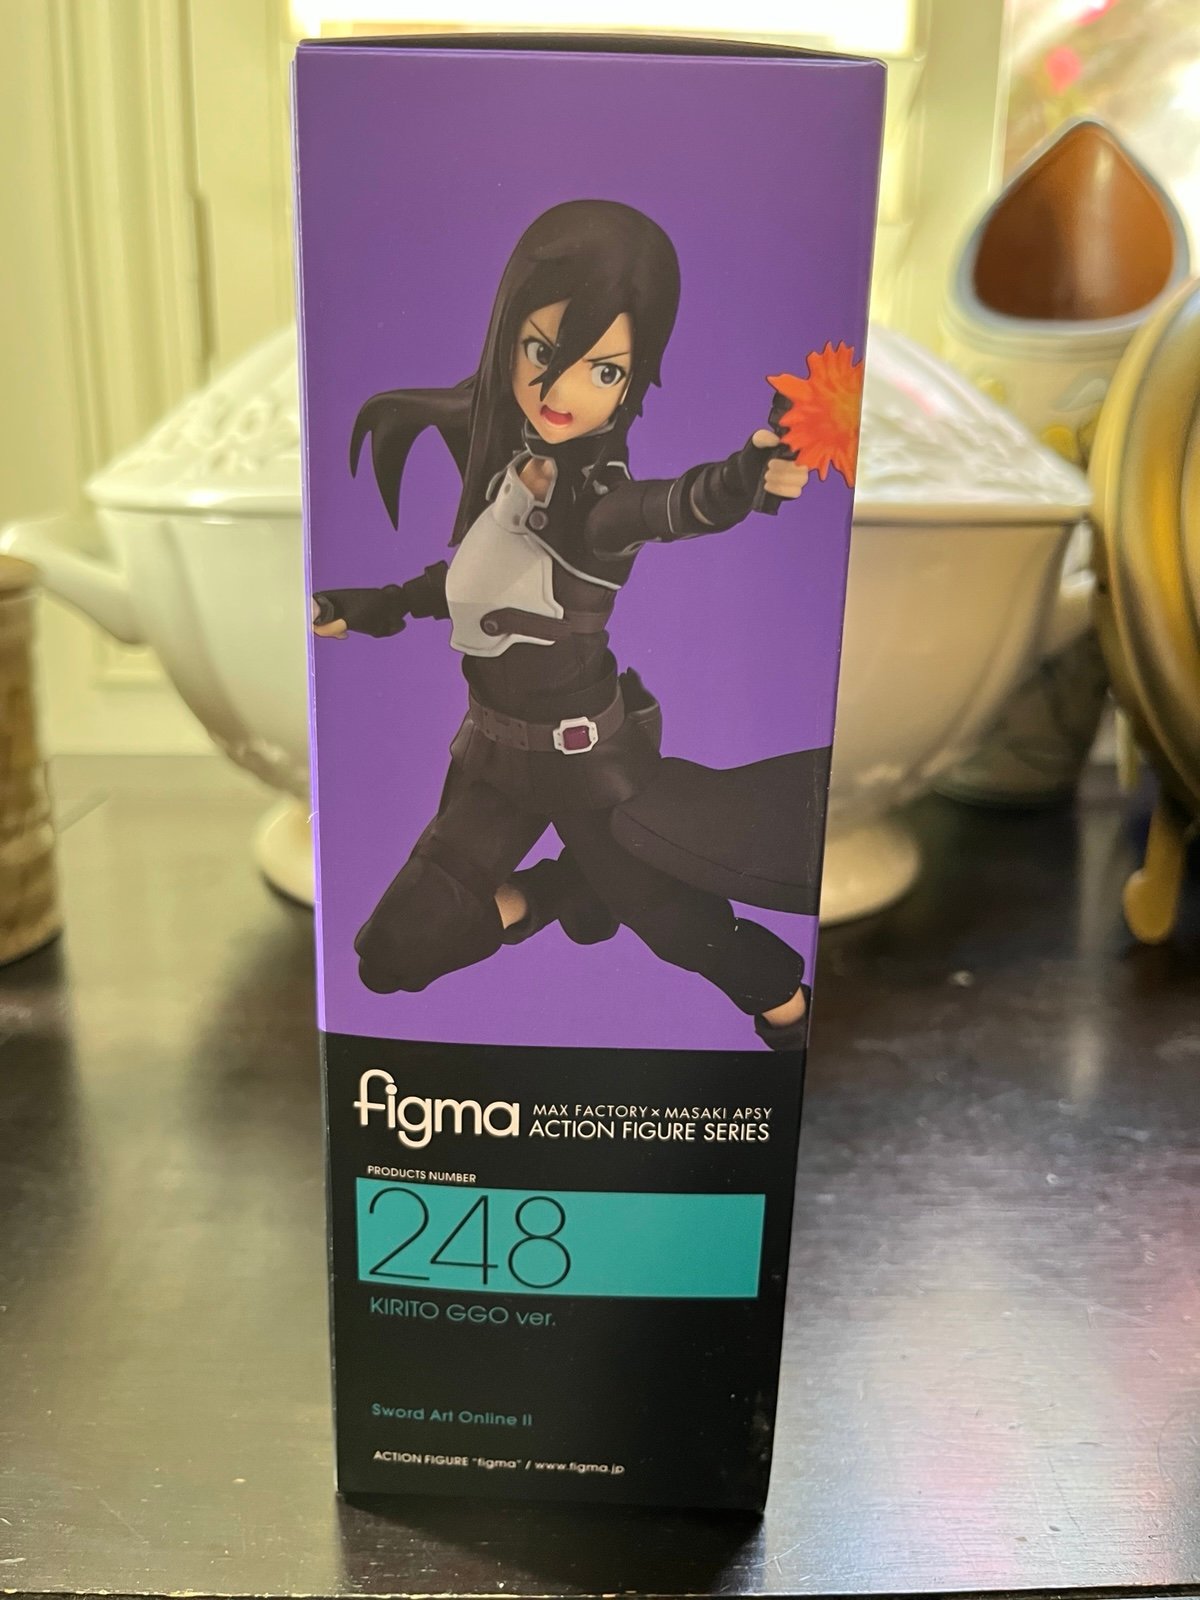 figma
MAX FACTORY × MASAKI APSY
ACTION FIGURE SERIES
PRODUCTS NUMBER
248
KIRITO GGO ver.
Sword Art Online II
ACTION FIGURE "figma" / www.figma.jp